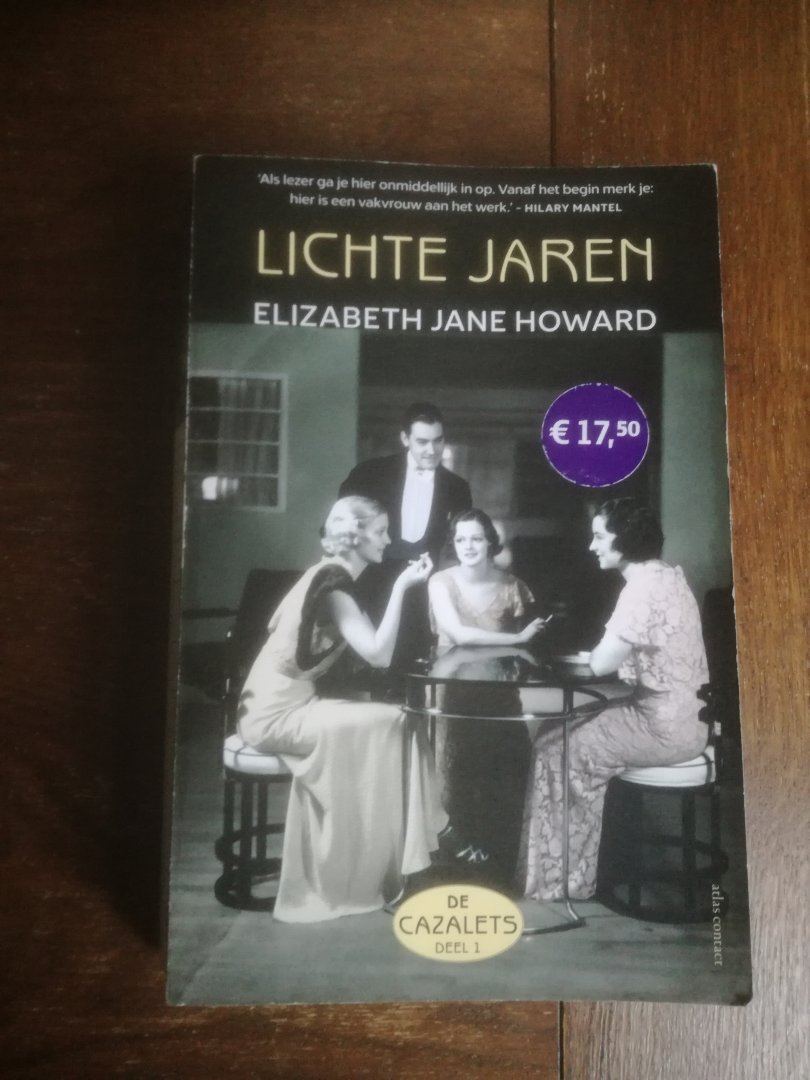 ‘Als lezer ga je hier onmiddellijk in op. Vanaf het begin merk je:
hier is een vakvrouw aan het werk.’ – HILARY MANTEL
LICHTE JAREN
ELIZABETH JANE HOWARD
€ 17,50
DE
CAZALETS
DEEL 1
atlas contact